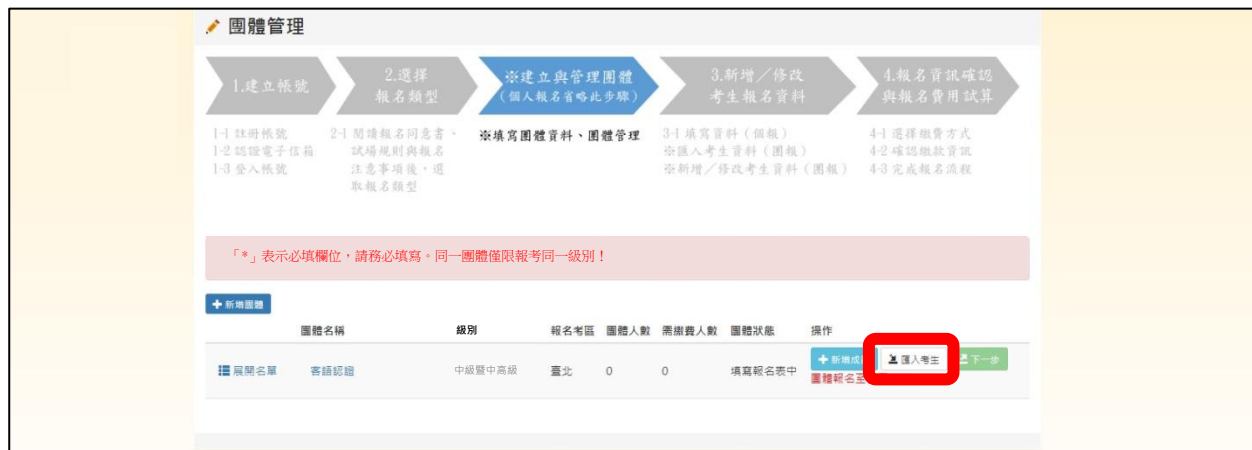 團體管理
1.建立帳號
2.選擇
報名類型
※建立與管理團體
(個人報名省略此步驟)
3.新增／修改
考生報名資料
4.報名資訊確認
與報名費用試算
1-1 註冊帳號
1-2 認證電子信箱
1-3 登入帳號
2-1 閱讀報名同意書、
試場規則與報名
注意事項後，選
取報名類型
※填寫團體資料、團體管理
3-1 填寫資料（個報）
※匯入考生資料（團報）
※新增／修改考生資料（團報）
4-1 選擇繳費方式
4-2 確認繳款資訊
4-3 完成報名流程
「*」表示必填欄位，請務必填寫。同一團體僅限報考同一級別！
新增團體
團體名稱 級別 報名考區 團體人數 需繳費人數 團體狀態 操作
展開名單 客語認證 中級暨中高級 臺北 0 0 填寫報名表中 新增成 匯入考生 下一步
團體報名至